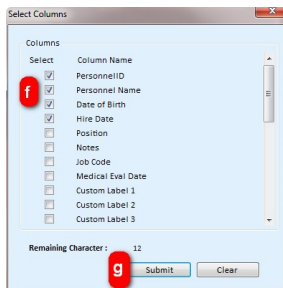 Select Columns
Columns
Select Column Name
PersonnelID
f Personnel Name
Date of Birth
Hire Date
Position
Notes
Job Code
Medical Eval Date
Custom Label 1
Custom Label 2
Custom Label 3
Remaining Character : 12
g Submit Clear